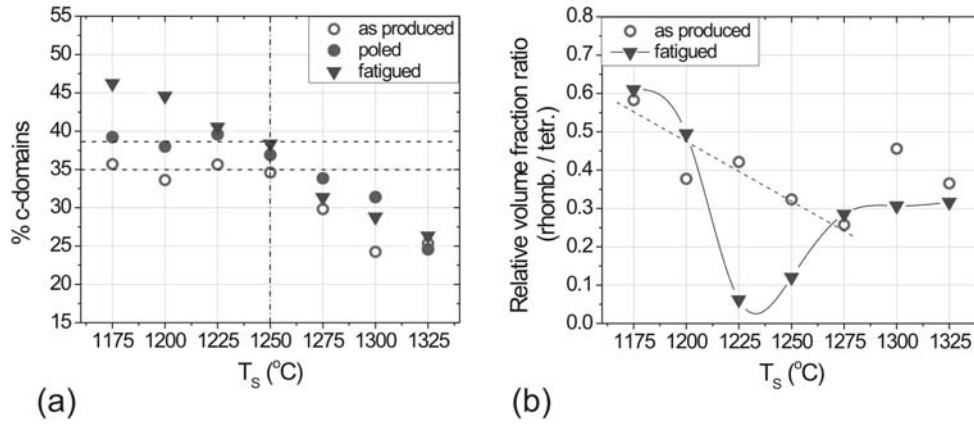 as produced
poled
fatigued
50
45
40
35
30
25
20
15
% c-domains
1175 1200 1225 1250 1275 1300 1325
T_S (°C)
(a)
as produced
fatigued
0.8
0.7
0.6
0.5
0.4
0.3
0.2
0.1
0.0
Relative volume fraction ratio
(rhomb. / tetr.)
1175 1200 1225 1250 1275 1300 1325
T_S (°C)
(b)